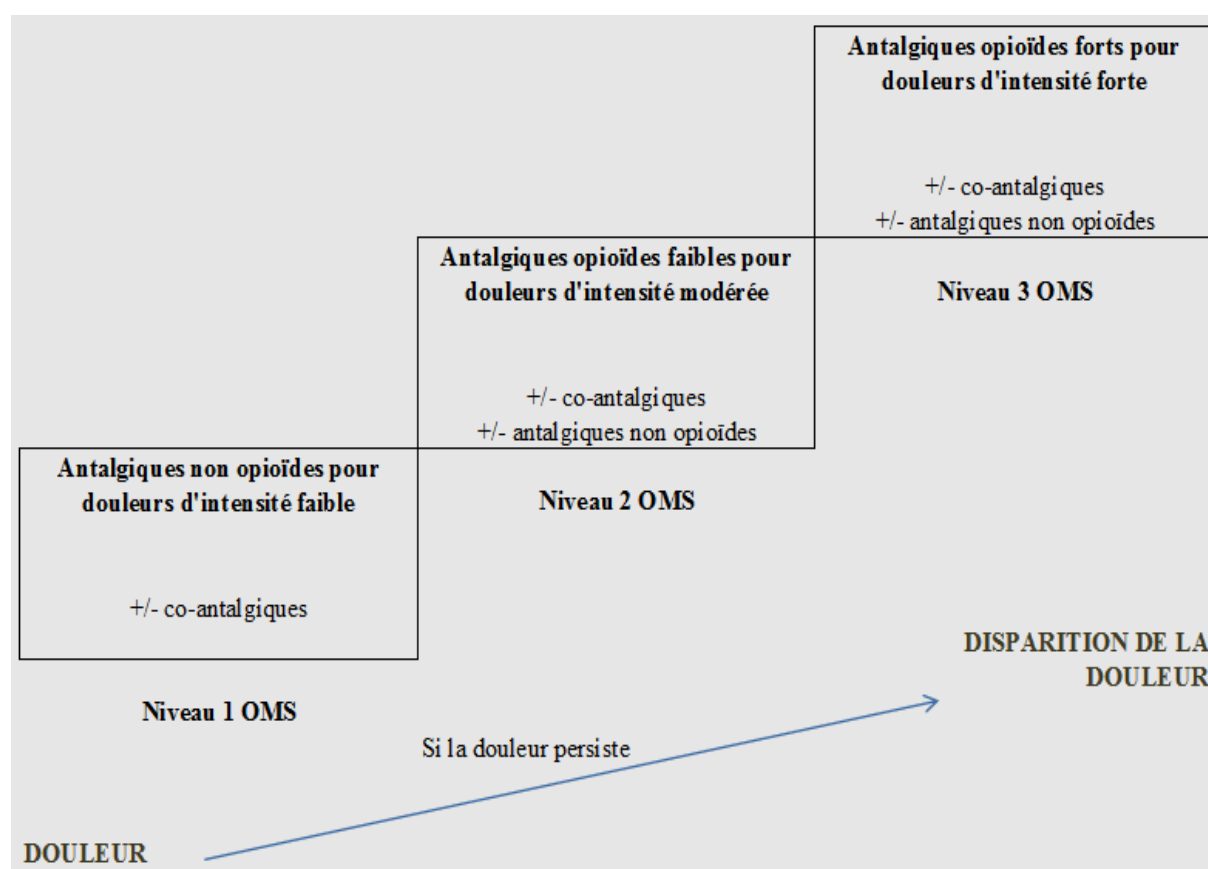 Antalgiques opioïdes forts pour
douleurs d'intensité forte
+/- co-antalgiques
+/- antalgiques non opioïdes
Niveau 3 OMS
Antalgiques opioïdes faibles pour
douleurs d'intensité modérée
+/- co-antalgiques
+/- antalgiques non opioïdes
Niveau 2 OMS
Antalgiques non opioïdes pour
douleurs d'intensité faible
+/- co-antalgiques
Niveau 1 OMS
DISPARITION DE LA
DOULEUR
Si la douleur persiste
DOULEUR